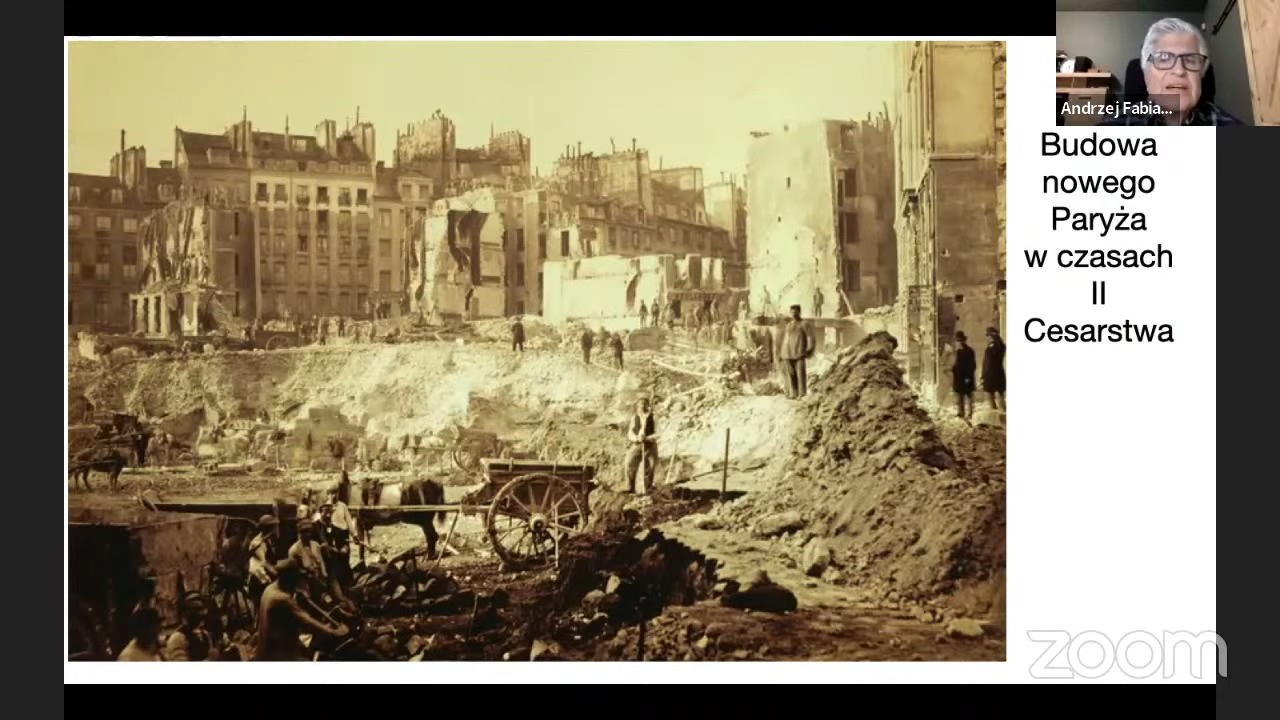 Andrzej Fabia...
Budowa
nowego
Paryża
w czasach
II
Cesarstwa
zoom